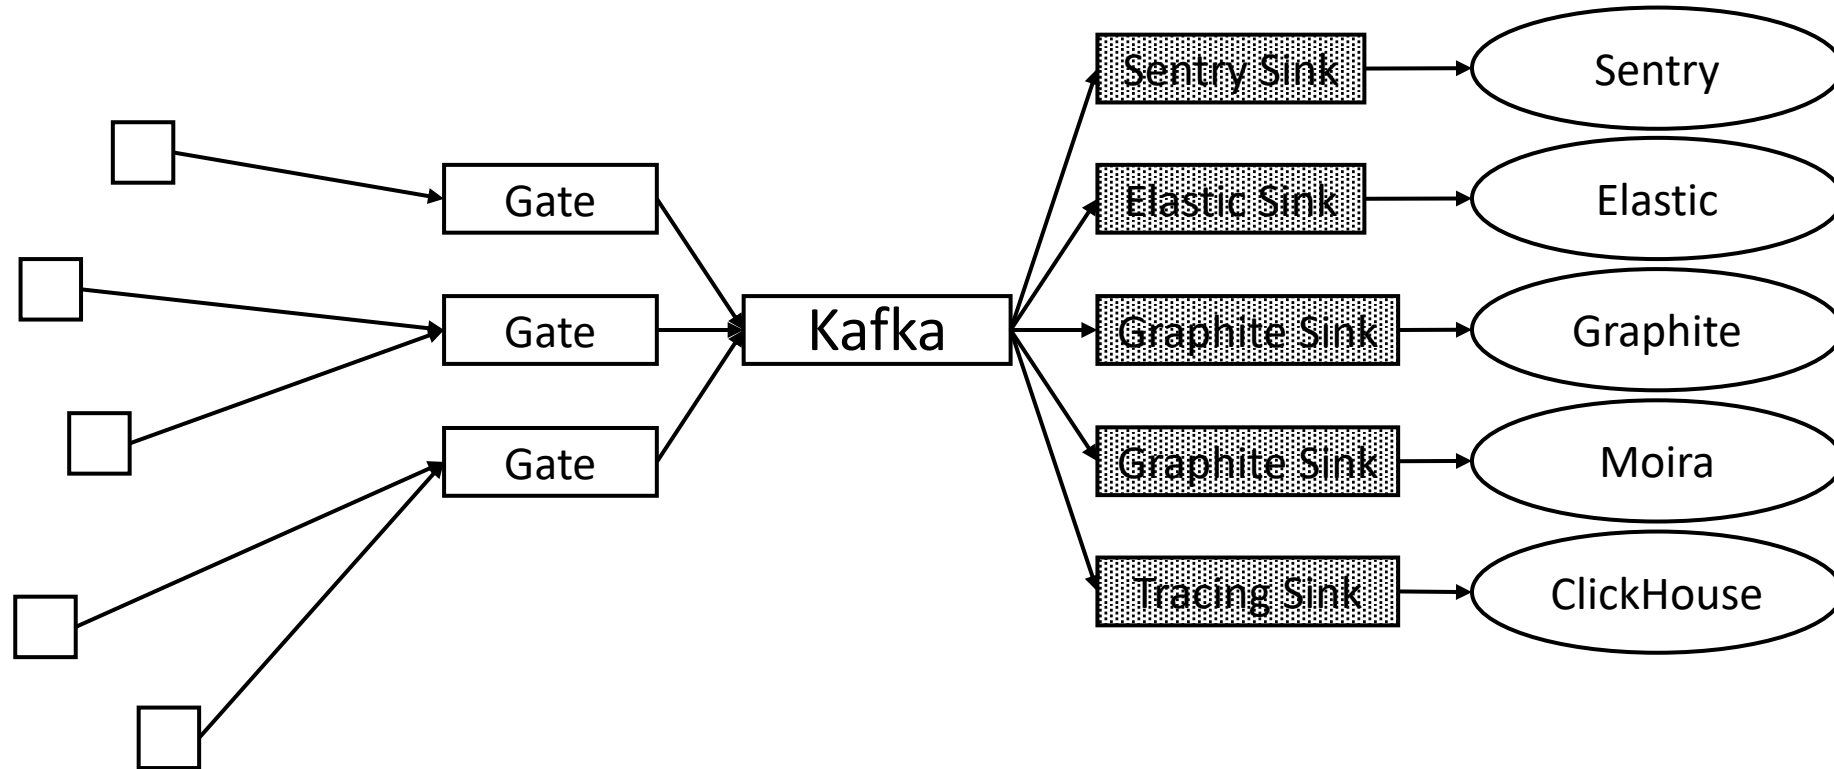 Sentry Sink
Sentry
Gate
Elastic Sink
Elastic
Gate
Kafka
Graphite Sink
Graphite
Gate
Graphite Sink
Moira
Tracing Sink
ClickHouse